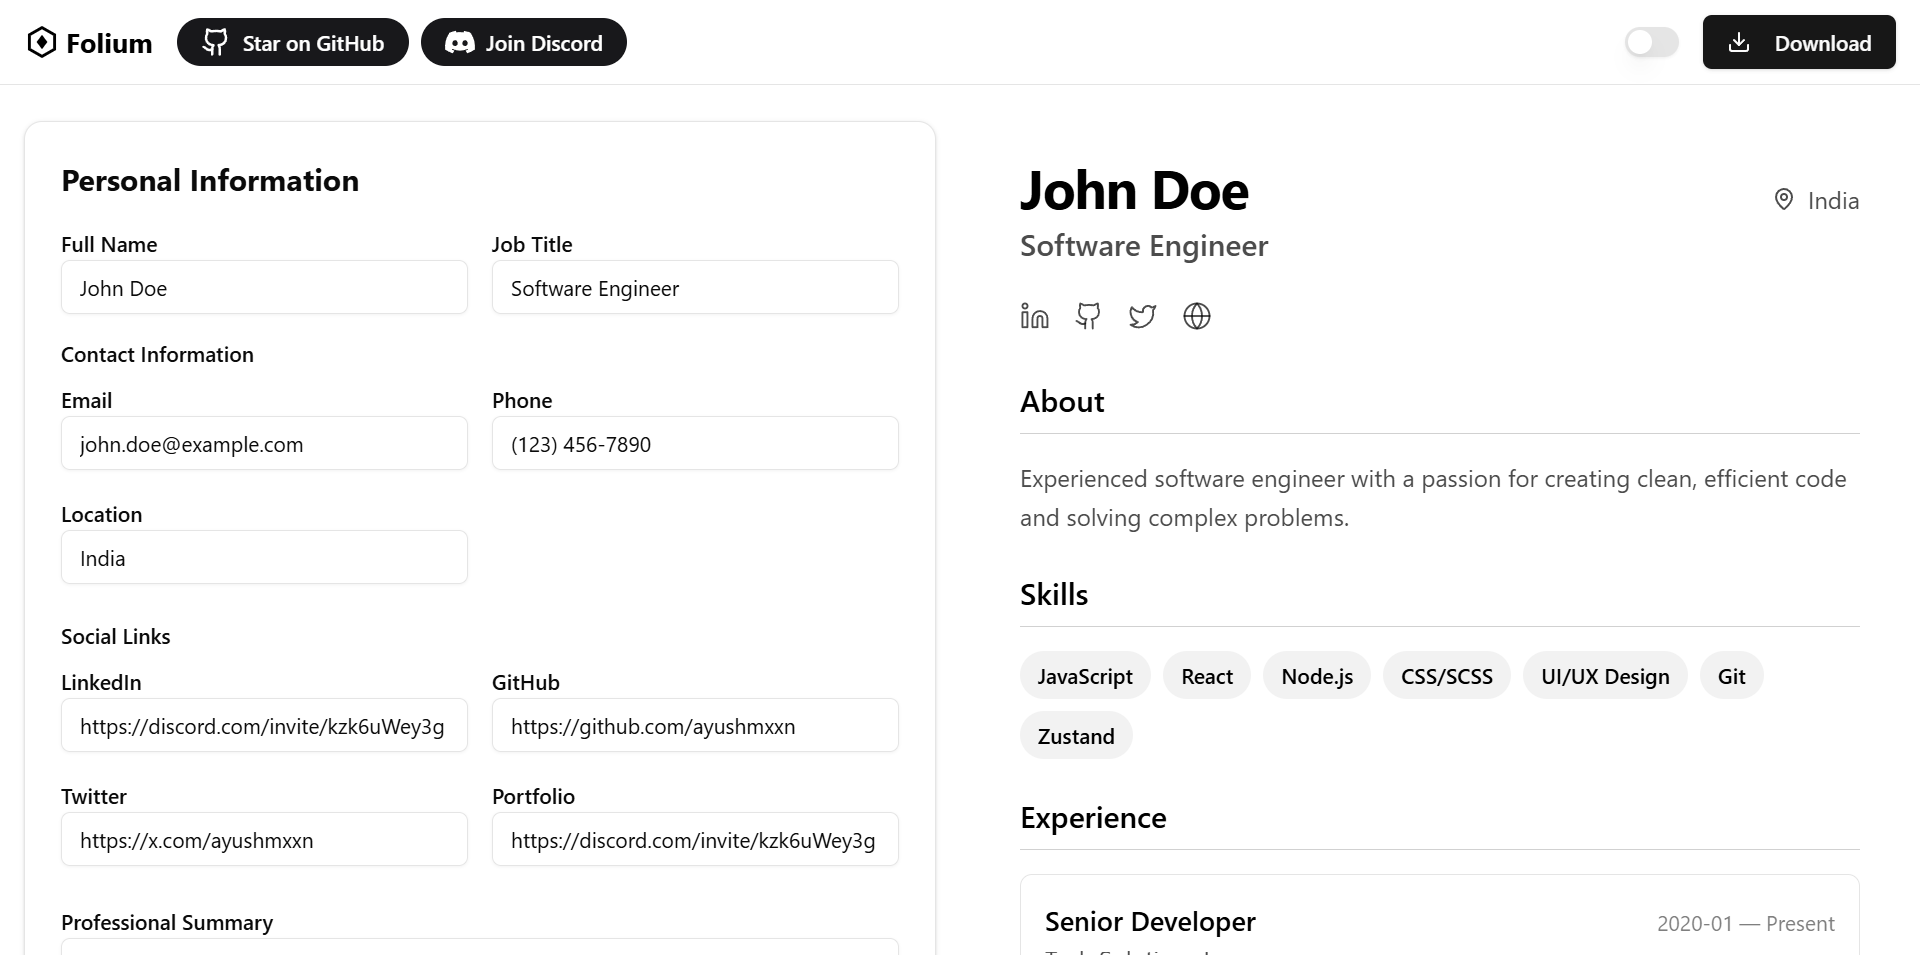 Folium
Star on GitHub
Join Discord
Download
Personal Information
Full Name
Job Title
John Doe
Software Engineer
Contact Information
Email
Phone
john.doe@example.com
(123) 456-7890
Location
India
Social Links
LinkedIn
GitHub
https://discord.com/invite/kzk6uWey3g
https://github.com/ayushmxxn
Twitter
Portfolio
https://x.com/ayushmxxn
https://discord.com/invite/kzk6uWey3g
Professional Summary
John Doe
India
Software Engineer
About
Experienced software engineer with a passion for creating clean, efficient code
and solving complex problems.
Skills
JavaScript
React
Node.js
CSS/SCSS
UI/UX Design
Git
Zustand
Experience
Senior Developer
2020-01 — Present